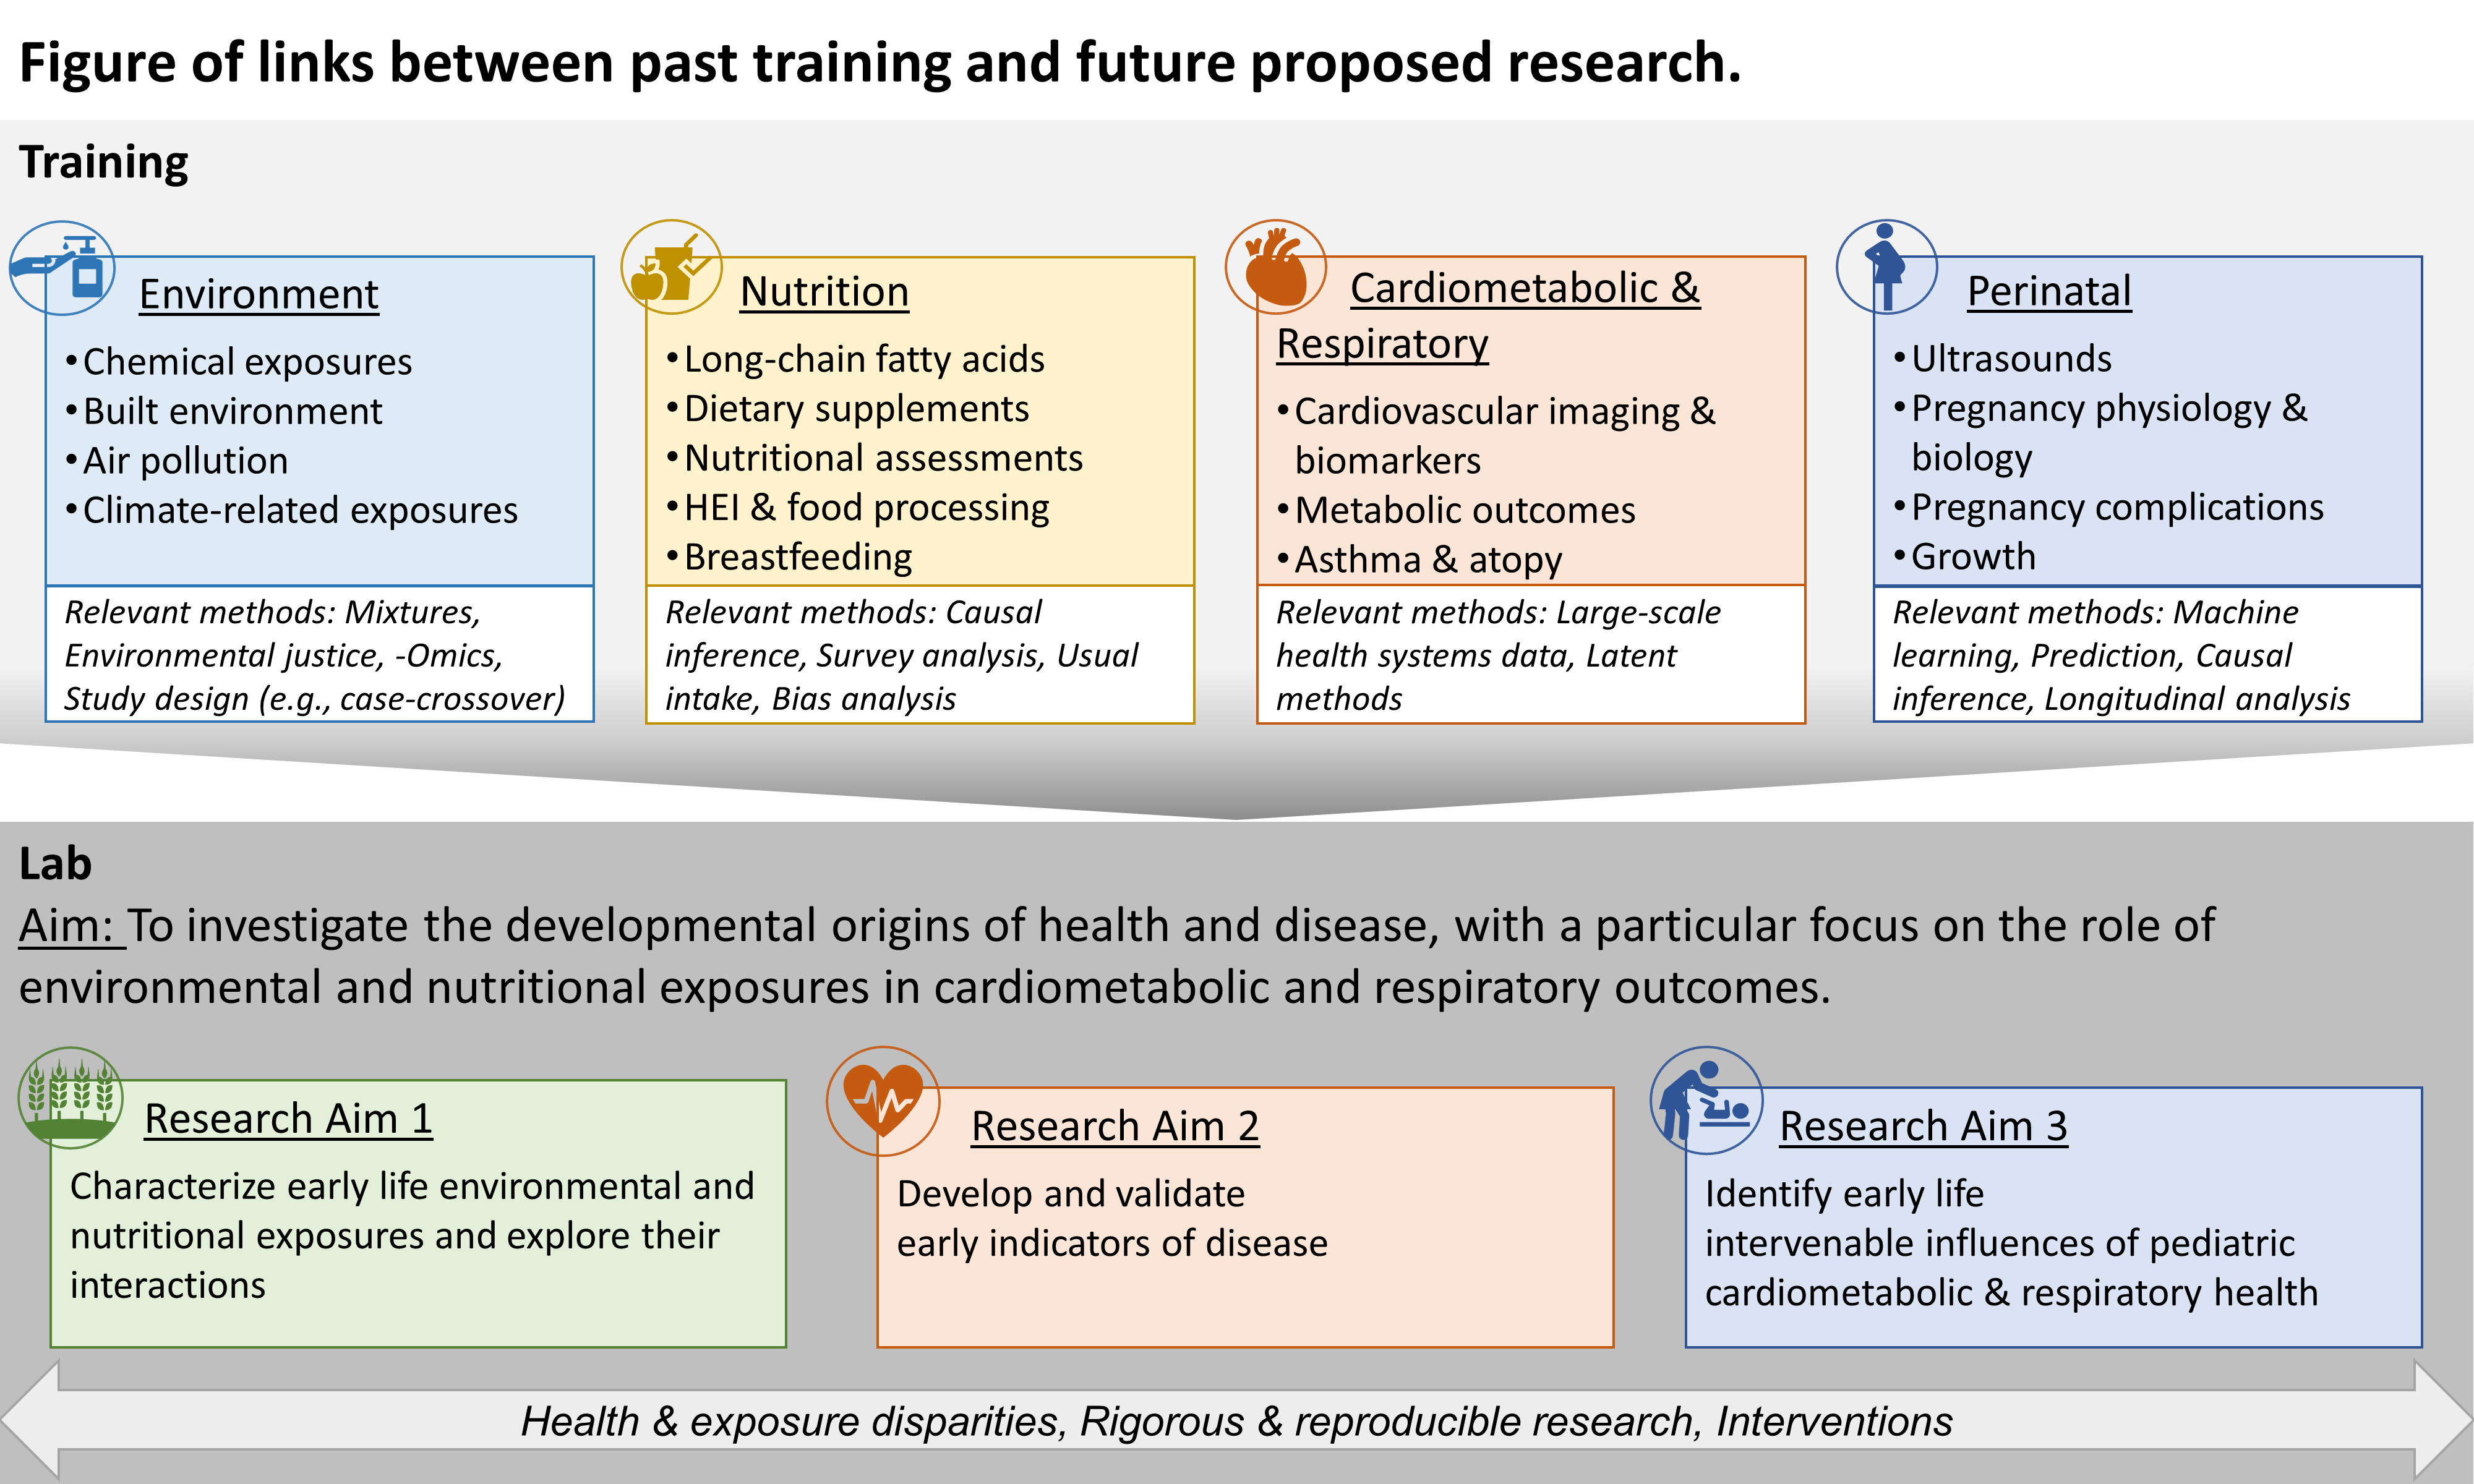 Figure of links between past training and future proposed research.
Training
Environment
•Chemical exposures
•Built environment
•Air pollution
•Climate-related exposures
Relevant methods: Mixtures,
Environmental justice, -Omics,
Study design (e.g., case-crossover)
Nutrition
•Long-chain fatty acids
•Dietary supplements
•Nutritional assessments
•HEI & food processing
•Breastfeeding
Relevant methods: Causal
inference, Survey analysis, Usual
intake, Bias analysis
Cardiometabolic &
Respiratory
•Cardiovascular imaging &
biomarkers
•Metabolic outcomes
•Asthma & atopy
Relevant methods: Large-scale
health systems data, Latent
methods
Perinatal
•Ultrasounds
•Pregnancy physiology &
biology
•Pregnancy complications
•Growth
Relevant methods: Machine
learning, Prediction, Causal
inference, Longitudinal analysis
Lab
Aim: To investigate the developmental origins of health and disease, with a particular focus on the role of
environmental and nutritional exposures in cardiometabolic and respiratory outcomes.
Research Aim 1
Characterize early life environmental and
nutritional exposures and explore their
interactions
Research Aim 2
Develop and validate
early indicators of disease
Research Aim 3
Identify early life
intervenable influences of pediatric
cardiometabolic & respiratory health
Health & exposure disparities, Rigorous & reproducible research, Interventions